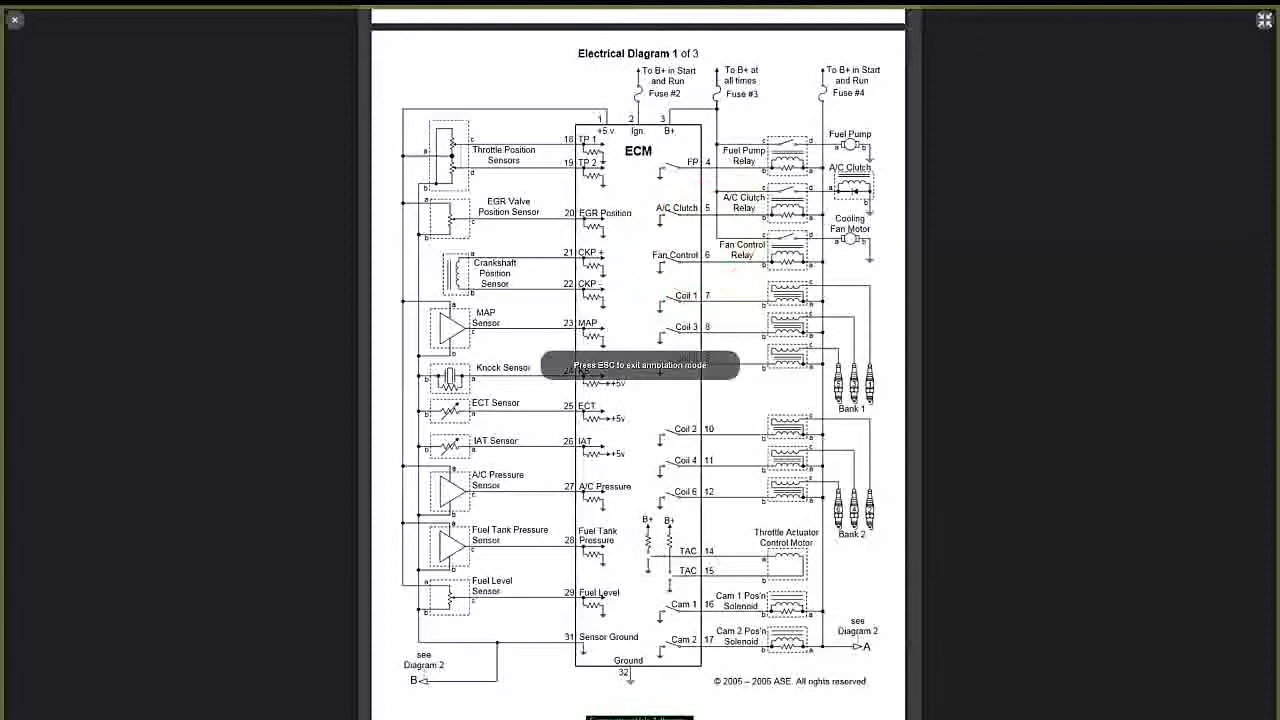 Electrical Diagram 1 of 3
To B+ in Start
and Run
Fuse #2
To B+ at
all times
Fuse #3
To B+ in Start
and Run
Fuse #4
1
+5 v
2
Ign.
3
B+
ECM
18 TP 1
Throttle Position
Sensors
19 TP 2
a
b
c
d
EGR Valve
Position Sensor
20 EGR Position
a
b
c
21 CKP +
Crankshaft
Position
Sensor
22 CKP -
a
b
MAP
Sensor
23 MAP
a
b
c
Knock Sensor
b
a
+5v
ECT Sensor
25 ECT
b
a
+5v
IAT Sensor
26 IAT
b
a
+5v
A/C Pressure
Sensor
27 A/C Pressure
a
b
c
Fuel Tank Pressure
Sensor
28 Fuel Tank
Pressure
a
b
c
Fuel Level
Sensor
29 Fuel Level
a
b
c
31 Sensor Ground
Ground
32
see
Diagram 2
B
FP 4
Fuel Pump
Relay
c
d
b
a
Fuel Pump
a
b
A/C Clutch 5
A/C Clutch
Relay
c
d
b
a
A/C Clutch
a
b
Fan Control 6
Fan Control
Relay
c
d
b
a
Cooling
Fan Motor
a
b
Coil 1 7
c
b
a
Coil 3 8
c
b
a
c
b
a
5
3
1
Bank 1
Press ESC to exit annotation mode
Coil 2 10
c
b
a
Coil 4 11
c
b
a
Coil 6 12
c
b
a
Bank 2
B+
B+
TAC 14
TAC 15
Throttle Actuator
Control Motor
a
b
Cam 1 16
Cam 1 Pos'n
Solenoid
b
a
Cam 2 17
Cam 2 Pos'n
Solenoid
b
a
see
Diagram 2
A
© 2005 – 2006 ASE. All rights reserved